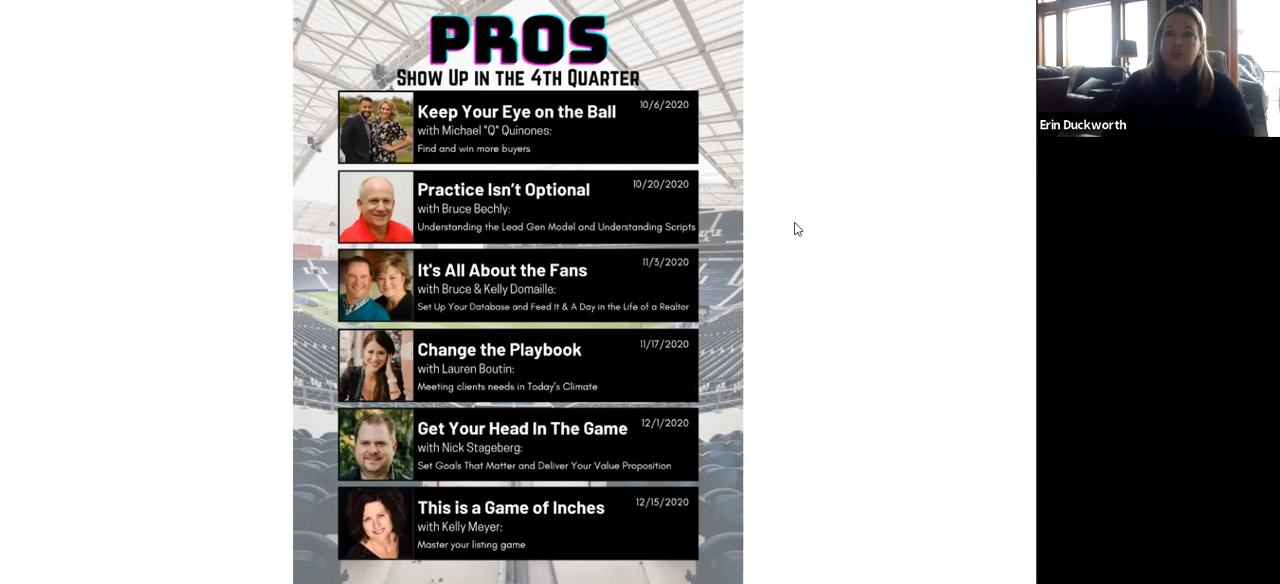 PROS
Show Up in the 4th Quarter
Keep Your Eye on the Ball
10/6/2020
with Michael "Q" Quinones:
Find and win more buyers
Practice Isn't Optional
10/20/2020
with Bruce Bechly:
Understanding the Lead Gen Model and Understanding Scripts
It's All About the Fans
11/3/2020
with Bruce & Kelly Domaille:
Set Up Your Database and Feed It & A Day in the Life of a Realtor
Change the Playbook
11/17/2020
with Lauren Boutin:
Meeting clients needs in Today's Climate
Get Your Head In The Game
12/1/2020
with Nick Stageberg:
Set Goals That Matter and Deliver Your Value Proposition
This is a Game of Inches
12/15/2020
with Kelly Meyer:
Master your listing game
Erin Duckworth